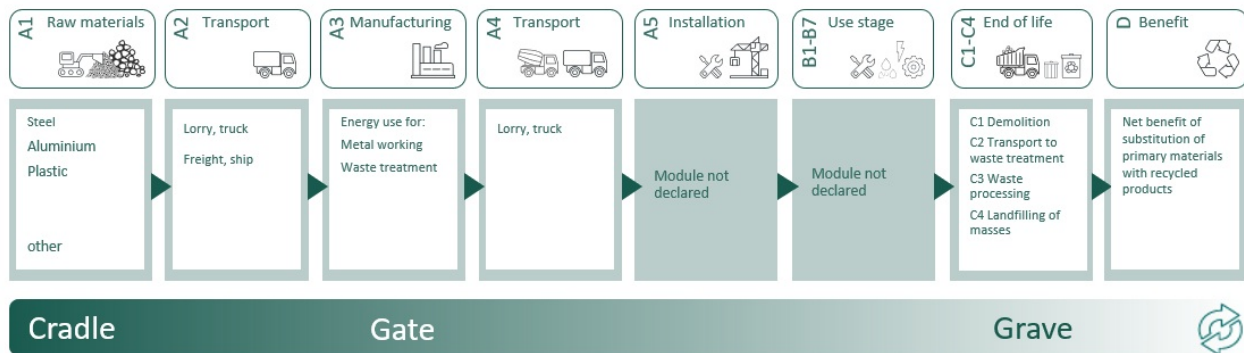 A1 Raw materials
A2 Transport
A3 Manufacturing
A4 Transport
A5 Installation
B1-B7 Use stage
C1-C4 End of life
D Benefit
Steel
Aluminium
Plastic
other
Lorry, truck
Freight, ship
Energy use for:
Metal working
Waste treatment
Lorry, truck
Module not
declared
Module not
declared
C1 Demolition
C2 Transport to
waste treatment
C3 Waste
processing
C4 Landfilling of
masses
Net benefit of
substitution of
primary materials
with recycled
products
Cradle
Gate
Grave